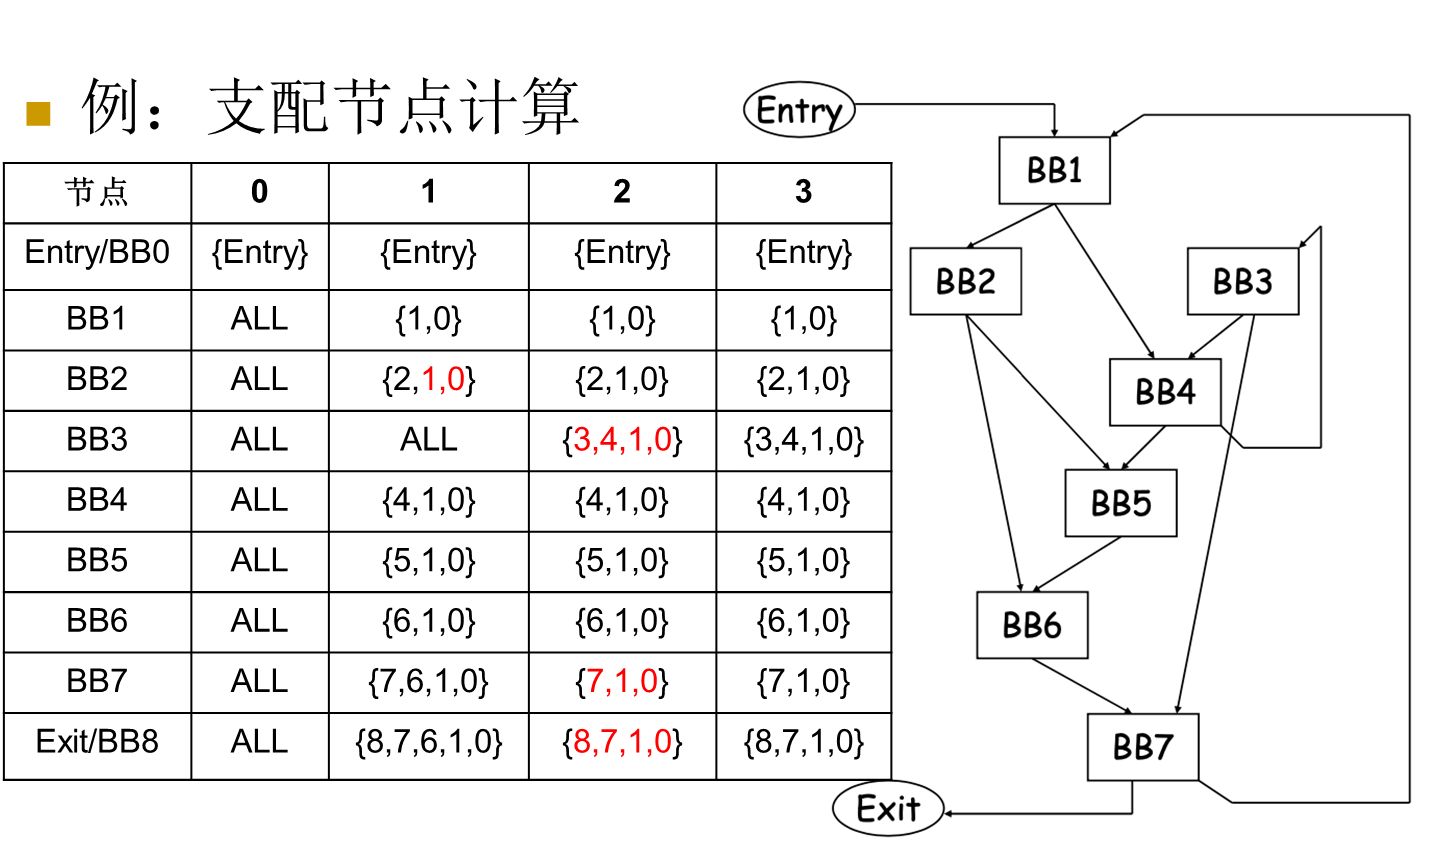 例：支配节点计算
节点 0 1 2 3
Entry/BB0 {Entry} {Entry} {Entry} {Entry}
BB1 ALL {1,0} {1,0} {1,0}
BB2 ALL {2,1,0} {2,1,0} {2,1,0}
BB3 ALL ALL {3,4,1,0} {3,4,1,0}
BB4 ALL {4,1,0} {4,1,0} {4,1,0}
BB5 ALL {5,1,0} {5,1,0} {5,1,0}
BB6 ALL {6,1,0} {6,1,0} {6,1,0}
BB7 ALL {7,6,1,0} {7,1,0} {7,1,0}
Exit/BB8 ALL {8,7,6,1,0} {8,7,1,0} {8,7,1,0}
Entry
BB1
BB2
BB3
BB4
BB5
BB6
BB7
Exit